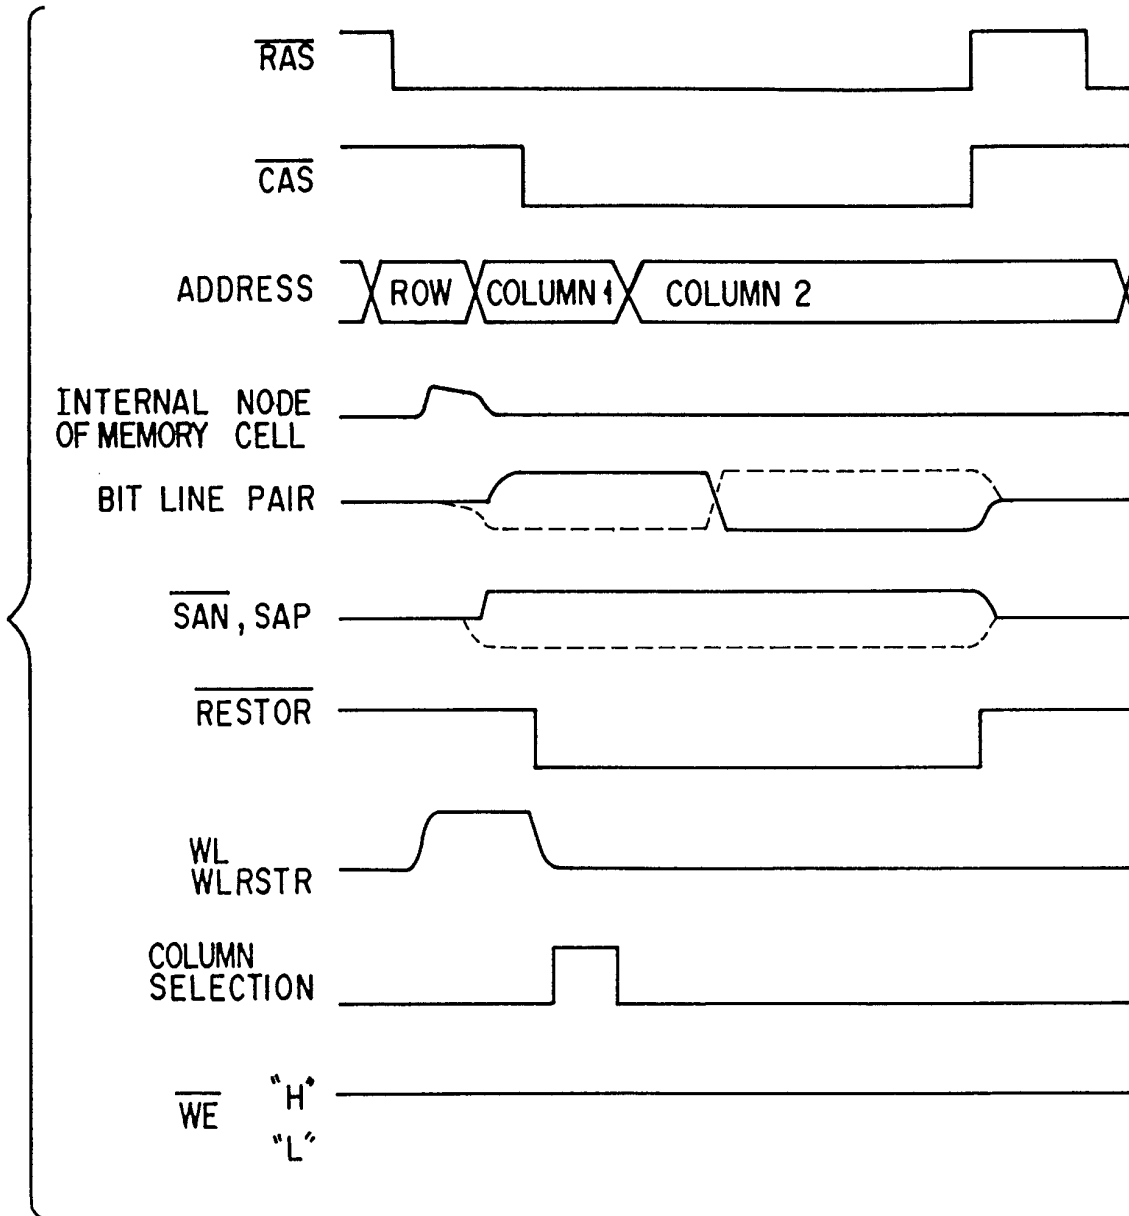 RAS
CAS
ADDRESS
ROW
COLUMN 1
COLUMN 2
INTERNAL NODE
OF MEMORY CELL
BIT LINE PAIR
SAN, SAP
RESTOR
WL
WLRSTR
COLUMN
SELECTION
WE
"H"
"L"